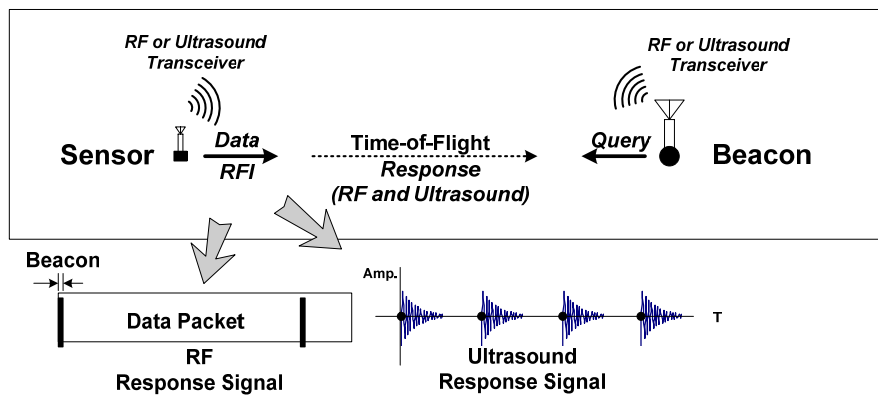 RF or Ultrasound
Transceiver
RF or Ultrasound
Transceiver
Sensor
Data
RFI
Time-of-Flight
Response
(RF and Ultrasound)
Query
Beacon
Beacon
Data Packet
RF
Response Signal
Amp.
T
Ultrasound
Response Signal